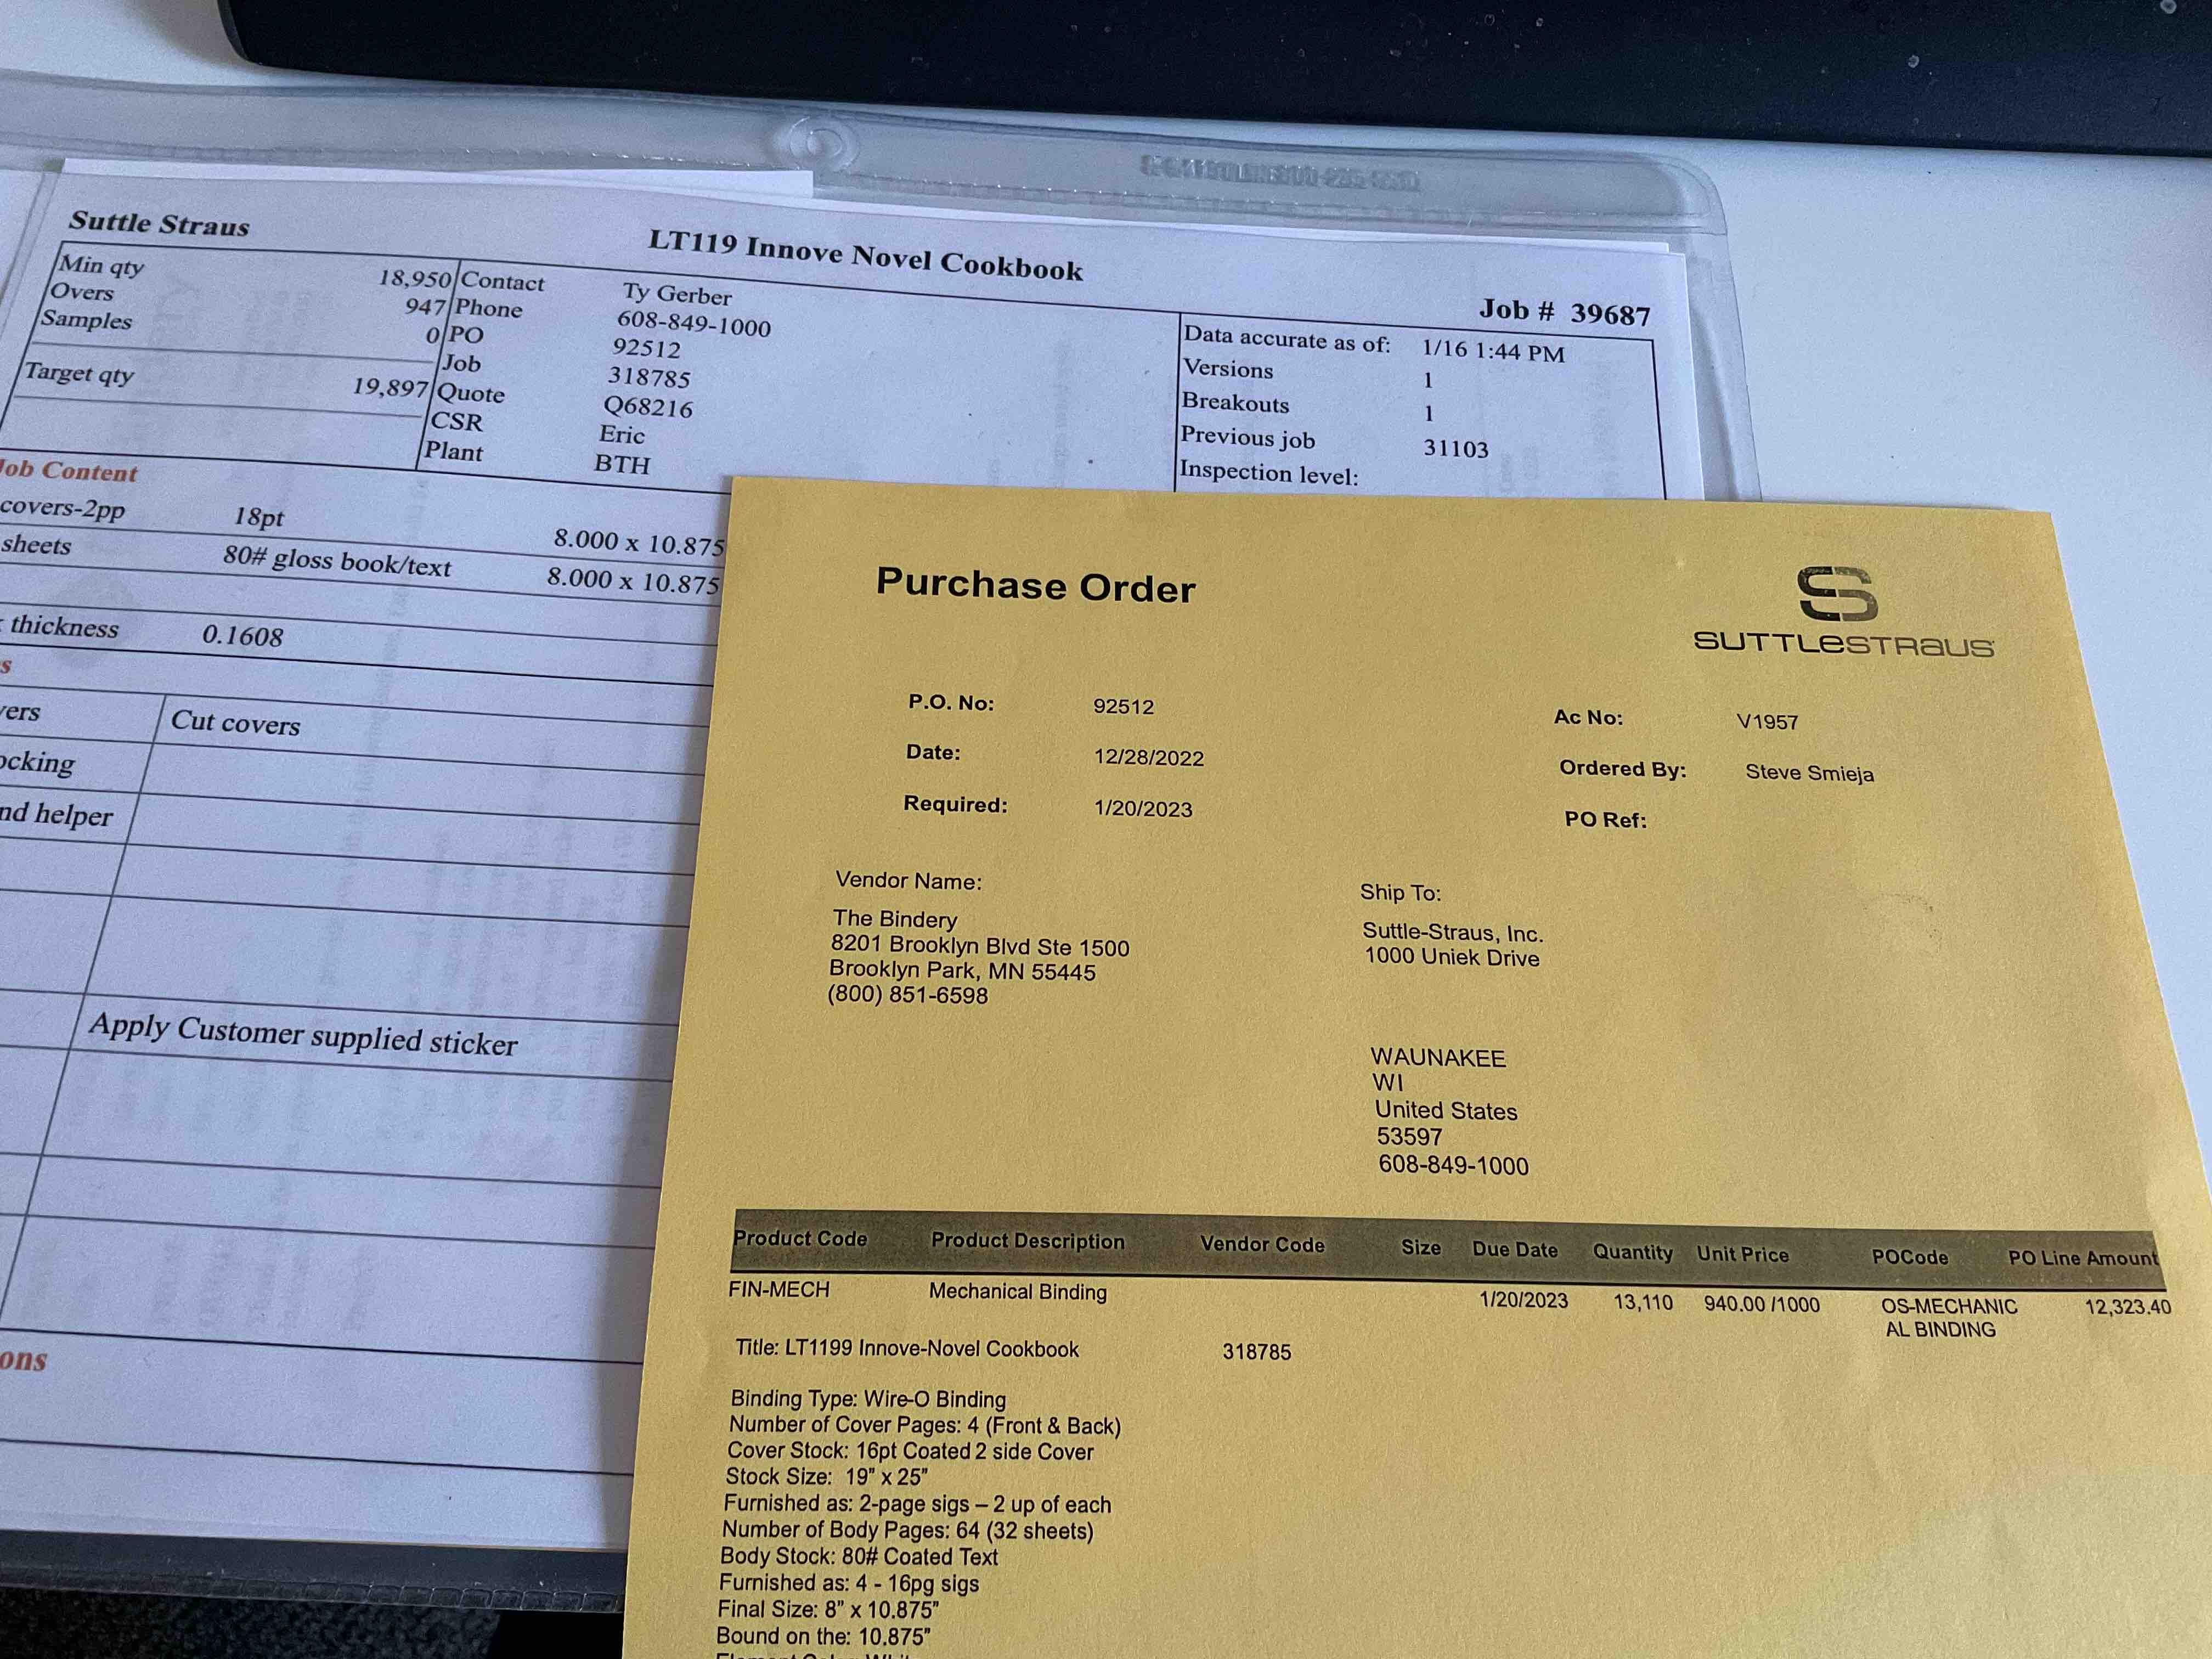 Suttle Straus
LT119 Innove Novel Cookbook
Job # 39687
Min qty 18,950
Overs 947
Samples 0
Target qty 19,897
Contact Ty Gerber
Phone 608-849-1000
PO 92512
Job 318785
Quote Q68216
CSR Eric
Plant BTH
Data accurate as of: 1/16 1:44 PM
Versions 1
Breakouts 1
Previous job 31103
Inspection level:
Job Content
covers-2pp 18pt 8.000 x 10.875
sheets 80# gloss book/text 8.000 x 10.875
thickness 0.1608
s
ers Cut covers
ocking
nd helper
Apply Customer supplied sticker
ons
Purchase Order
SUTTLeSTRaUS
P.O. No: 92512
Date: 12/28/2022
Required: 1/20/2023
Ac No: V1957
Ordered By: Steve Smieja
PO Ref:
Vendor Name:
The Bindery
8201 Brooklyn Blvd Ste 1500
Brooklyn Park, MN 55445
(800) 851-6598
Ship To:
Suttle-Straus, Inc.
1000 Uniek Drive
WAUNAKEE
WI
United States
53597
608-849-1000
Product Code Product Description Vendor Code Size Due Date Quantity Unit Price POCode PO Line Amount
FIN-MECH Mechanical Binding 1/20/2023 13,110 940.00 /1000 OS-MECHANIC 12,323.40
AL BINDING
Title: LT1199 Innove-Novel Cookbook 318785
Binding Type: Wire-O Binding
Number of Cover Pages: 4 (Front & Back)
Cover Stock: 16pt Coated 2 side Cover
Stock Size: 19" x 25"
Furnished as: 2-page sigs – 2 up of each
Number of Body Pages: 64 (32 sheets)
Body Stock: 80# Coated Text
Furnished as: 4 - 16pg sigs
Final Size: 8" x 10.875"
Bound on the: 10.875"